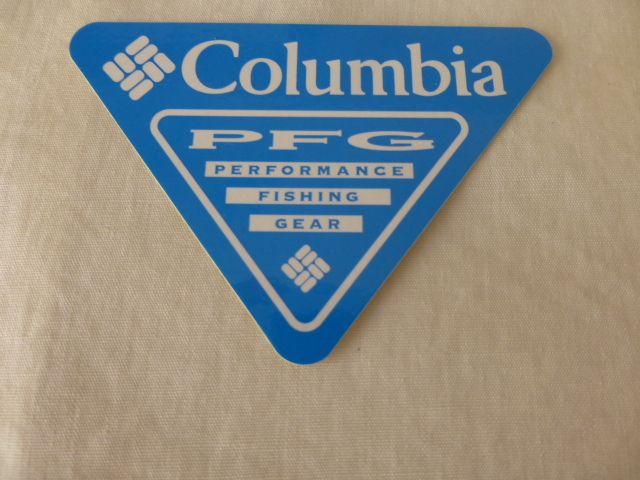 Columbia
PFG
PERFORMANCE
FISHING
GEAR